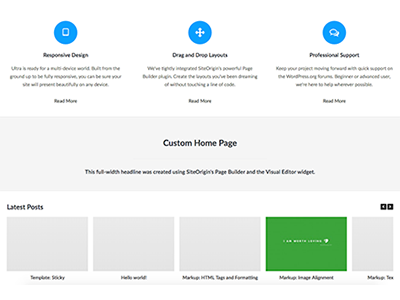 Responsive Design
Ultra is ready for a multi-device world. Built from the
ground up to be fully responsive, you can be sure your
site will present beautifully on any device.
Read More
Drag and Drop Layouts
We've tightly integrated SiteOrigin's powerful Page
Builder plugin. Create the layouts you've been dreaming
of without touching a line of code.
Read More
Professional Support
Keep your project moving forward with quick support on
the WordPress.org forums. Beginner or advanced user,
we're here to help wherever possible.
Read More
Custom Home Page
This full-width headline was created using SiteOrigin's Page Builder and the Visual Editor widget.
Latest Posts
I AM WORTH LOVING
Template: Sticky
Hello world!
Markup: HTML Tags and Formatting
Markup: Image Alignment
Markup: Tex